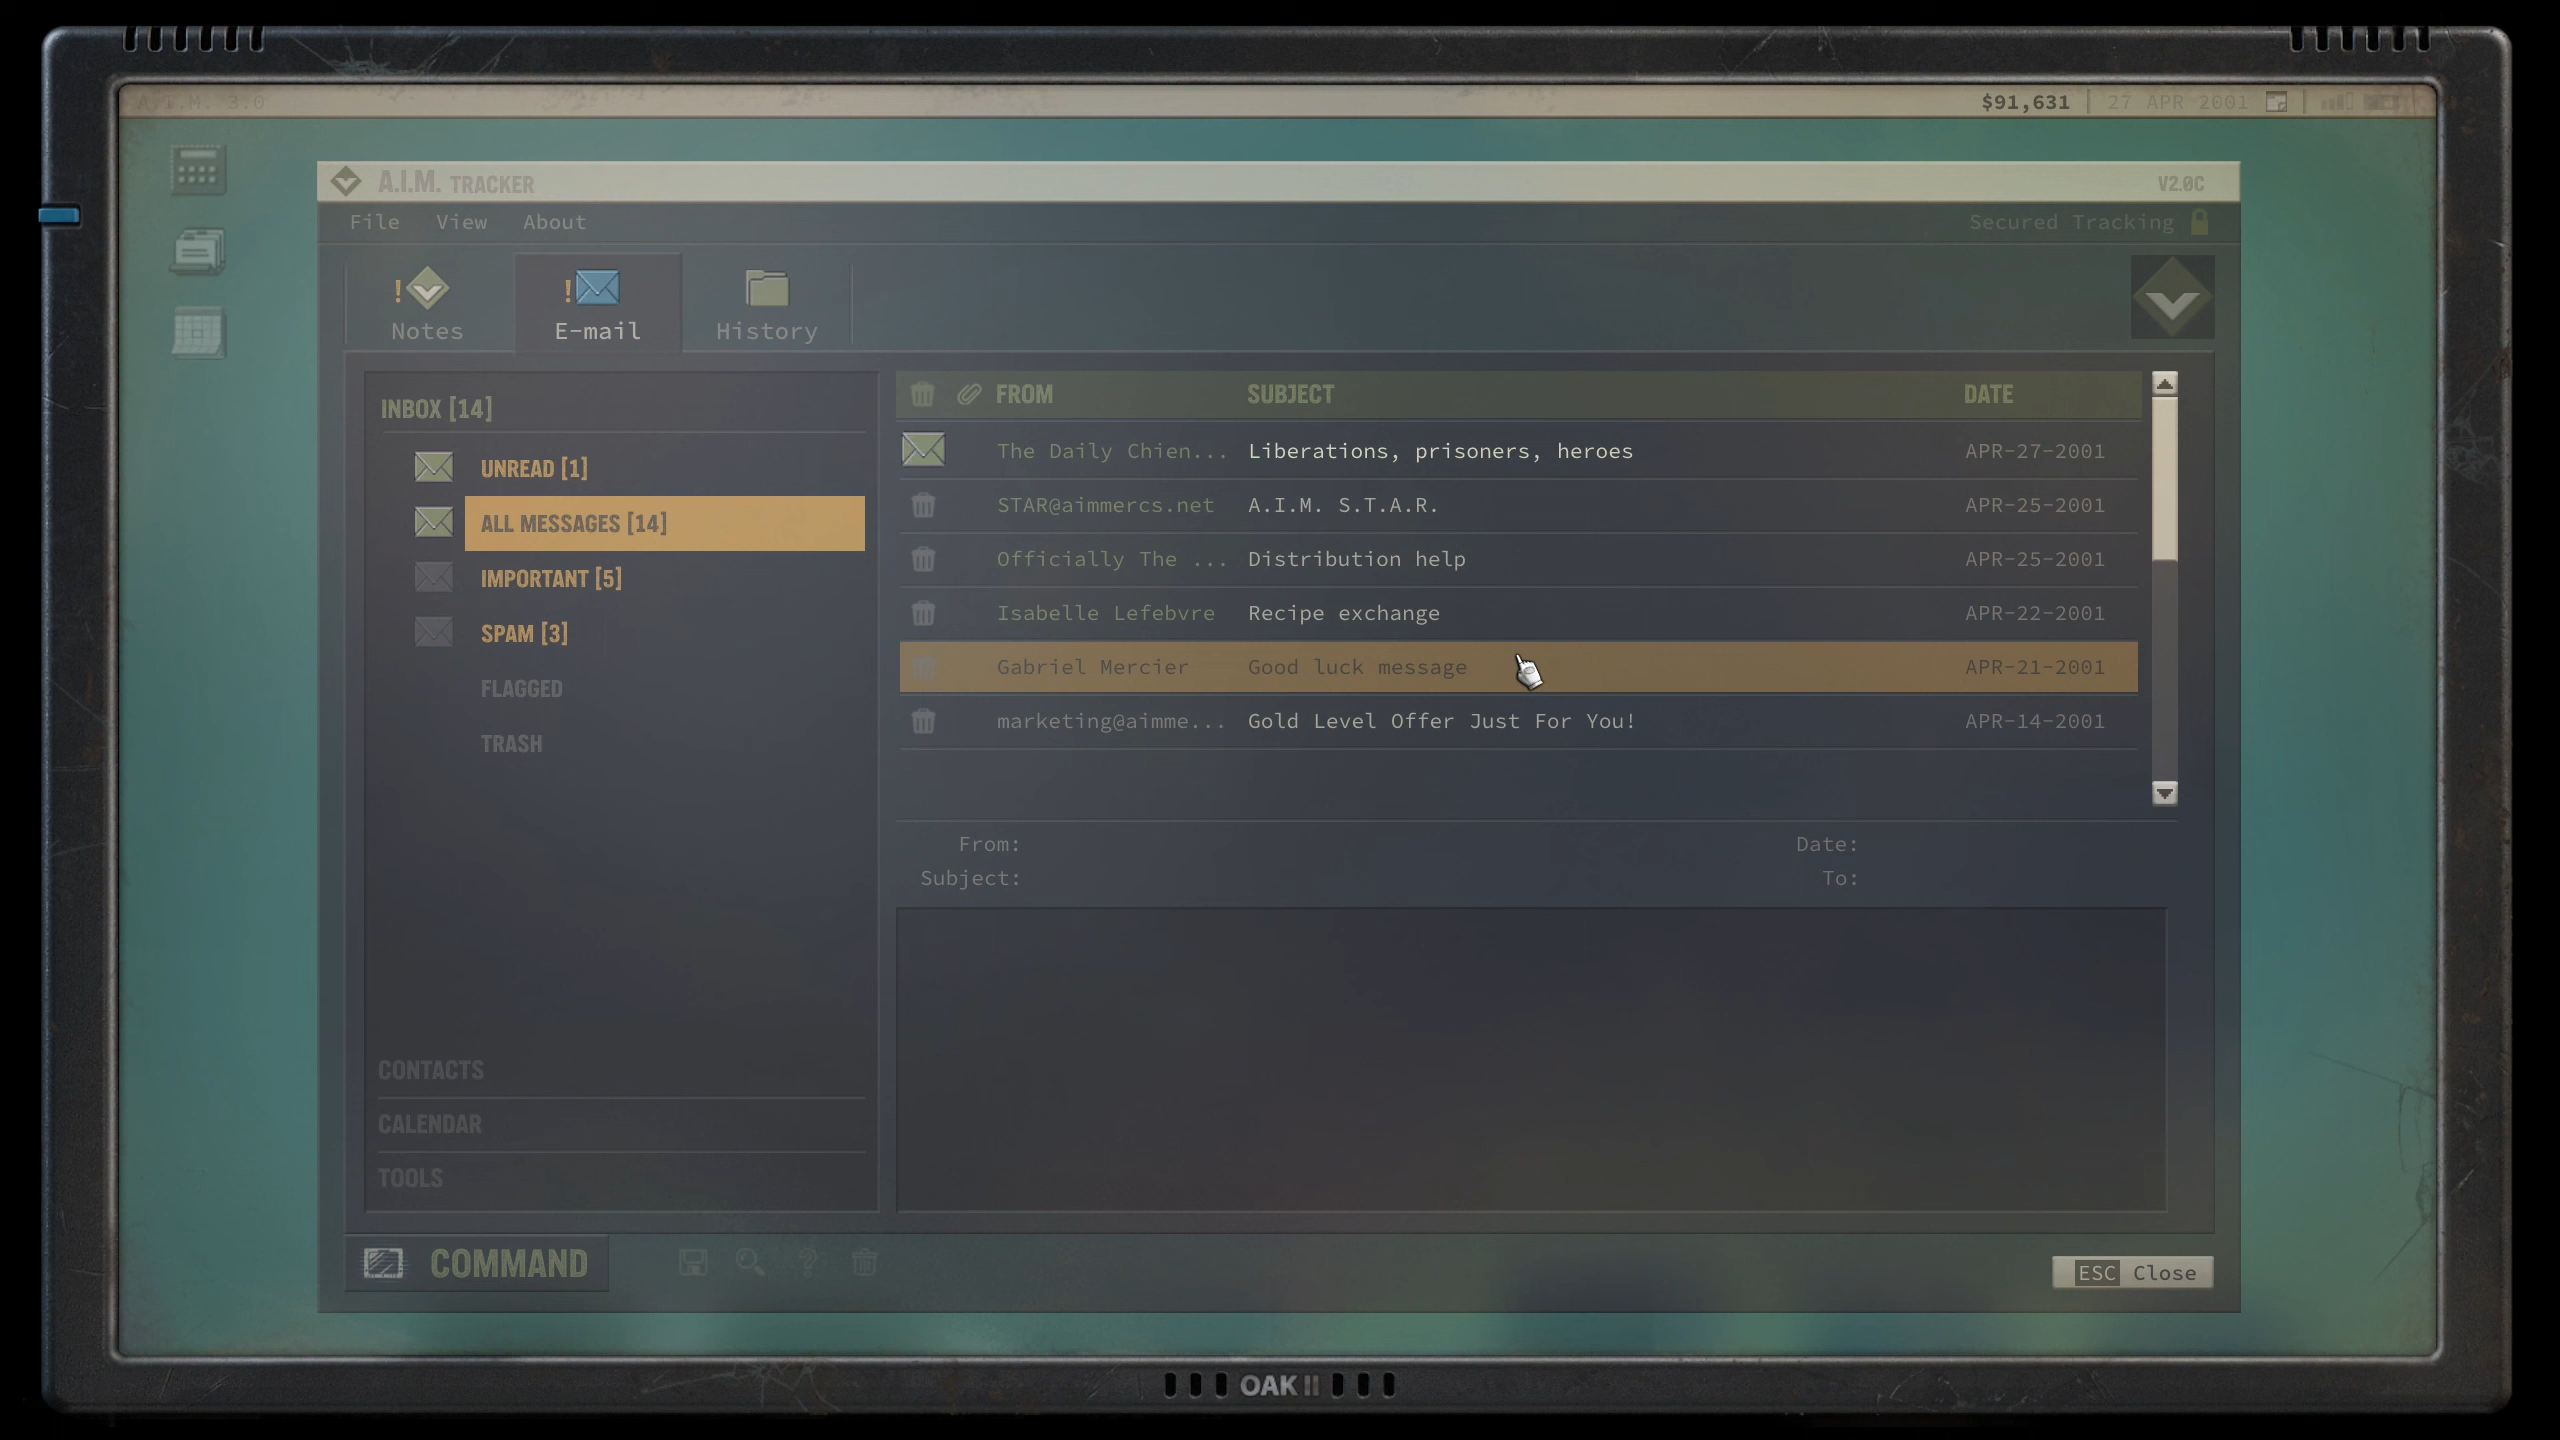 A.I.M. 3.0
$91,631
27 APR 2001
A.I.M. TRACKER
V2.0C
File View About
Secured Tracking
! Notes
! E-mail
History
INBOX [14]
UNREAD [1]
ALL MESSAGES [14]
IMPORTANT [5]
SPAM [3]
FLAGGED
TRASH
CONTACTS
CALENDAR
TOOLS
FROM SUBJECT DATE
The Daily Chien... Liberations, prisoners, heroes APR-27-2001
STAR@aimmercs.net A.I.M. S.T.A.R. APR-25-2001
Officially The ... Distribution help APR-25-2001
Isabelle Lefebvre Recipe exchange APR-22-2001
Gabriel Mercier Good luck message APR-21-2001
marketing@aimme... Gold Level Offer Just For You! APR-14-2001
From: Date:
Subject: To:
COMMAND
?
ESC Close
OAK II